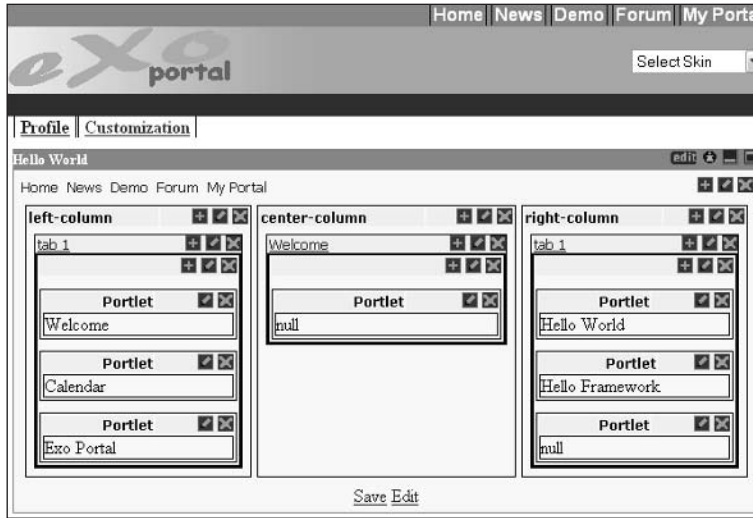 Home News Demo Forum My Porta
eXo portal
Select Skin
Profile Customization
Hello World edit
Home News Demo Forum My Portal
left-column
tab 1
Portlet
Welcome
Portlet
Calendar
Portlet
Exo Portal
center-column
Welcome
Portlet
null
right-column
tab 1
Portlet
Hello World
Portlet
Hello Framework
Portlet
null
Save Edit